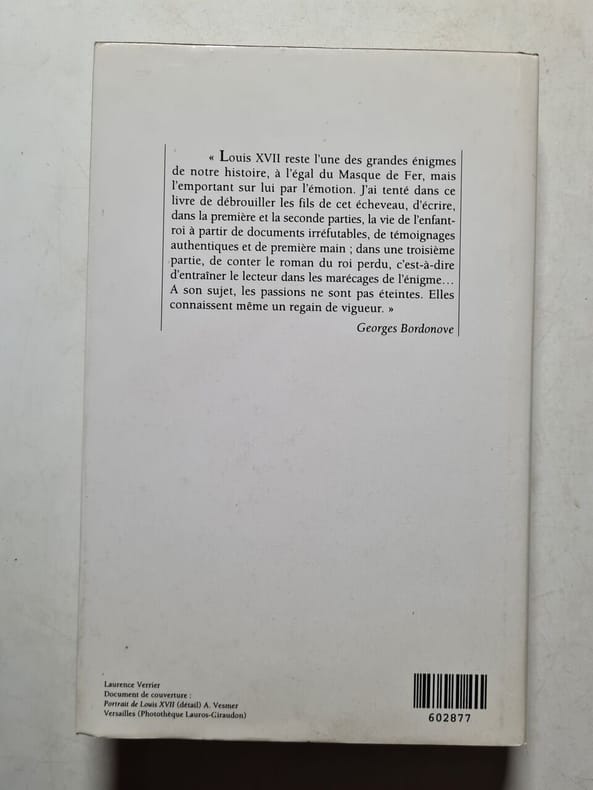 « Louis XVII reste l'une des grandes énigmes
de notre histoire, à l'égal du Masque de Fer, mais
l'emportant sur lui par l'émotion. J'ai tenté dans ce
livre de débrouiller les fils de cet écheveau, d'écrire,
dans la première et la seconde parties, la vie de l'enfant-
roi à partir de documents irréfutables, de témoignages
authentiques et de première main ; dans une troisième
partie, de conter le roman du roi perdu, c'est-à-dire
d'entraîner le lecteur dans les marécages de l'énigme...
A son sujet, les passions ne sont pas éteintes. Elles
connaissent même un regain de vigueur. »
Georges Bordonove
Laurence Verrier
Document de couverture :
Portrait de Louis XVII (détail) A. Vesmer
Versailles (Photothèque Lauros-Giraudon)
602877